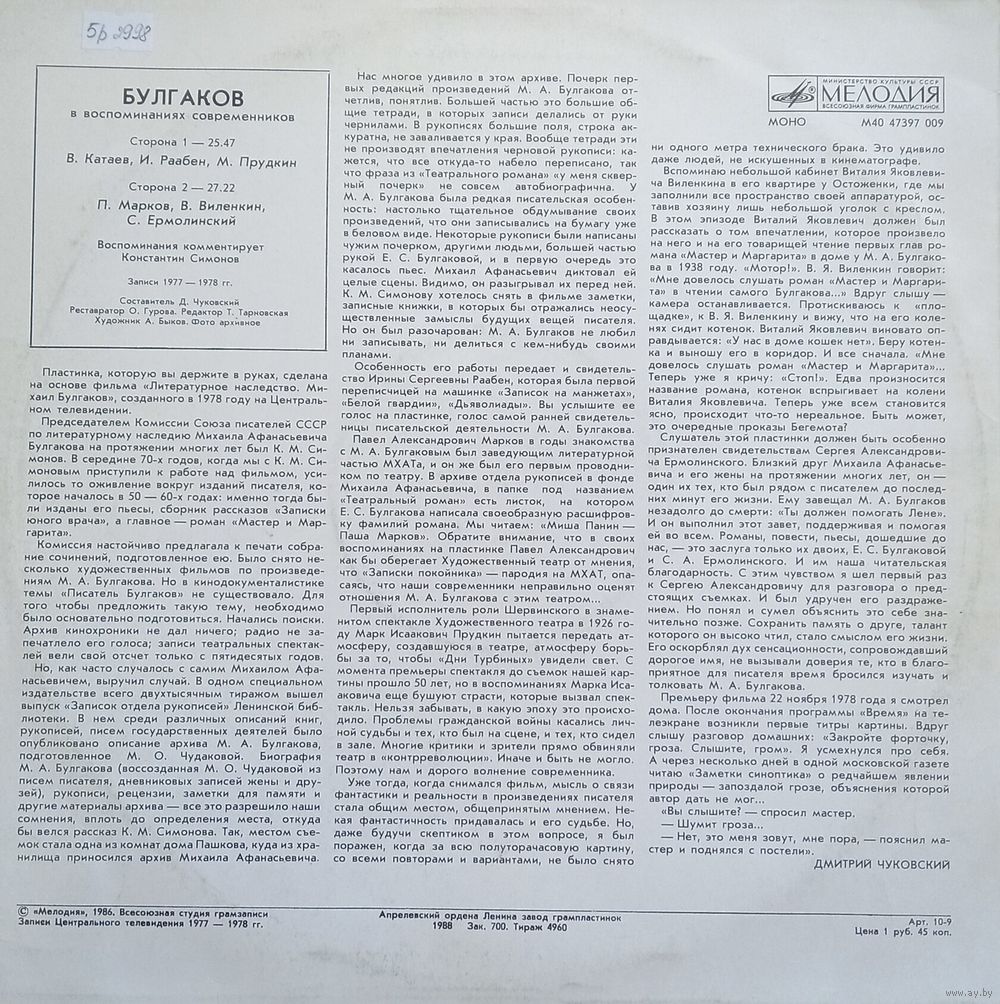 5р 2998
БУЛГАКОВ
в воспоминаниях современников
Сторона 1 — 25.47
В. Катаев, И. Раабен, М. Прудкин
Сторона 2 — 27.22
П. Марков, В. Виленкин,
С. Ермолинский
Воспоминания комментирует
Константин Симонов
Записи 1977 — 1978 гг.
Составитель Д. Чуковский
Реставратор О. Гурова. Редактор Т. Тарновская
Художник А. Быков. Фото архивное
Пластинка, которую вы держите в руках, сделана
на основе фильма «Литературное наследство. Ми-
хаил Булгаков», созданного в 1978 году на Централь-
ном телевидении.
Председателем Комиссии Союза писателей СССР
по литературному наследию Михаила Афанасьевича
Булгакова на протяжении многих лет был К. М. Си-
монов. В середине 70-х годов, когда мы с К. М. Си-
моновым приступили к работе над фильмом, уси-
лилось то оживление вокруг изданий писателя, ко-
торое началось в 50 — 60-х годах: именно тогда бы-
ли изданы его пьесы, сборник рассказов «Записки
юного врача», а главное — роман «Мастер и Мар-
гарита».
Комиссия настойчиво предлагала к печати собра-
ние сочинений, подготовленное ею. Было снято не-
сколько художественных фильмов по произведе-
ниям М. А. Булгакова. Но в кинодокументалистике
темы «Писатель Булгаков» не существовало. Для
того чтобы предложить такую тему, необходимо
было основательно подготовиться. Начались поиски.
Архив кинохроники не дал ничего; радио не за-
печатлело его голоса; записи театральных спектак-
лей вели свой отсчет только с пятидесятых годов.
Но, как часто случалось с самим Михаилом Афа-
насьевичем, выручил случай. В одном специальном
издательстве всего двухтысячным тиражом вышел
выпуск «Записок отдела рукописей» Ленинской биб-
лиотеки. В нем среди различных описаний книг,
рукописей, писем государственных деятелей было
опубликовано описание архива М. А. Булгакова,
подготовленное М. О. Чудаковой. Биография
М. А. Булгакова (воссозданная М. О. Чудаковой из
писем писателя, дневниковых записей жены и дру-
зей), рукописи, рецензии, заметки для памяти и
другие материалы архива — все это разрешило наши
сомнения, вплоть до определения места, откуда
бы велся рассказ К. М. Симонова. Так, местом съе-
мок стала одна из комнат дома Пашкова, куда из хра-
нилища приносился архив Михаила Афанасьевича.
Нас многое удивило в этом архиве. Почерк пер-
вых редакций произведений М. А. Булгакова от-
четлив, понятлив. Большей частью это большие об-
щие тетради, в которых записи делались от руки
чернилами. В рукописях большие поля, строка ак-
куратна, не заваливается у края. Вообще тетради эти
не производят впечатления черновой рукописи: ка-
жется, что все откуда-то набело переписано, так
что фраза из «Театрального романа» «у меня сквер-
ный почерк» не совсем автобиографична. У
М. А. Булгакова была редкая писательская особен-
ность: настолько тщательное обдумывание своих
произведений, что они записывались на бумагу уже
в беловом виде. Некоторые рукописи были написаны
чужим почерком, другими людьми, большей частью
рукой Е. С. Булгаковой, и в первую очередь это
касалось пьес. Михаил Афанасьевич диктовал ей
целые сцены. Видимо, он разыгрывал их перед ней.
К. М. Симонову хотелось снять в фильме заметки,
записные книжки, в которых бы отражались неосу-
ществленные замыслы будущих вещей писателя.
Но он был разочарован: М. А. Булгаков не любил
ни записывать, ни делиться с кем-нибудь своими
планами.
Особенность его работы передает и свидетель-
ство Ирины Сергеевны Раабен, которая была первой
переписчицей на машинке «Записок на манжетах»,
«Белой гвардии», «Дьяволиады». Вы услышите ее
голос на пластинке, голос самой ранней свидетель-
ницы писательской деятельности М. А. Булгакова.
Павел Александрович Марков в годы знакомства
с М. А. Булгаковым был заведующим литературной
частью МХАТа, и он же был его первым проводни-
ком по театру. В архиве отдела рукописей в фонде
Михаила Афанасьевича, в папке под названием
«Театральный роман» есть листок, на котором
Е. С. Булгакова написала своеобразную расшифров-
ку фамилий романа. Мы читаем: «Миша Панин —
Паша Марков». Обратите внимание, что в своих
воспоминаниях на пластинке Павел Александрович
как бы оберегает Художественный театр от мнения,
что «Записки покойника» — пародия на МХАТ, опа-
саясь, что наши современники неправильно оценят
отношения М. А. Булгакова с этим театром...
Первый исполнитель роли Шервинского в знаме-
нитом спектакле Художественного театра в 1926 го-
ду Марк Исаакович Прудкин пытается передать ат-
мосферу, создавшуюся в театре, атмосферу борь-
бы за то, чтобы «Дни Турбиных» увидели свет. С
момента премьеры спектакля до съемок нашей кар-
тины прошло 50 лет, но в воспоминаниях Марка Иса-
аковича еще бушуют страсти, которые вызвал спек-
такль. Нельзя забывать, в какую эпоху это происхо-
дило. Проблемы гражданской войны касались лич-
ной судьбы и тех, кто был на сцене, и тех, кто сидел
в зале. Многие критики и зрители прямо обвиняли
театр в «контрреволюции». Иначе и быть не могло.
Поэтому нам и дорого волнение современника.
Уже тогда, когда снимался фильм, мысль о связи
фантастики и реальности в произведениях писателя
стала общим местом, общепринятым мнением. Не-
кая фантастичность придавалась и его судьбе. Но,
даже будучи скептиком в этом вопросе, я был
поражен, когда за всю полуторачасовую картину,
со всеми повторами и вариантами, не было снято
МИНИСТЕРСТВО КУЛЬТУРЫ СССР
МЕЛОДИЯ
ВСЕСОЮЗНАЯ ФИРМА ГРАМПЛАСТИНОК
МОНО М40 47397 009
ни одного метра технического брака. Это удивило
даже людей, не искушенных в кинематографе.
Вспоминаю небольшой кабинет Виталия Яковлеви-
ча Виленкина в его квартире у Остоженки, где мы
заполнили все пространство своей аппаратурой, ос-
тавив хозяину лишь небольшой уголок с креслом.
В этом эпизоде Виталий Яковлевич должен был
рассказать о том впечатлении, которое произвело
на него и на его товарищей чтение первых глав ро-
мана «Мастер и Маргарита» в доме у М. А. Булгако-
ва в 1938 году. «Мотор!». В. Я. Виленкин говорит:
«Мне довелось слушать роман «Мастер и Маргари-
та» в чтении самого Булгакова...» Вдруг слышу —
камера останавливается. Протискиваюсь к «пло-
щадке», к В. Я. Виленкину и вижу, что на его коле-
нях сидит котенок. Виталий Яковлевич виновато оп-
равдывается: «У нас в доме кошек нет». Беру котен-
ка и выношу его в коридор. И все сначала. «Мне
довелось слушать роман «Мастер и Маргарита»...
Теперь уже я кричу: «Стоп!». Едва произносится
название романа, котенок вспрыгивает на колени
Виталия Яковлевича. Теперь уже всем становится
ясно, происходит что-то нереальное. Быть может,
это очередные проказы Бегемота?
Слушатель этой пластинки должен быть особенно
признателен свидетельствам Сергея Александрови-
ча Ермолинского. Близкий друг Михаила Афанасье-
вича и его жены на протяжении многих лет, он —
один из тех, кто был рядом с писателем до послед-
них минут его жизни. Ему завещал М. А. Булгаков
незадолго до смерти: «Ты должен помогать Лене».
И он выполнил этот завет, поддерживая и помогая
ей во всем. Романы, повести, пьесы, дошедшие до
нас, — это заслуга только их двоих, Е. С. Булгаковой
и С. А. Ермолинского. И им наша читательская
благодарность. С этим чувством я шел первый раз
к Сергею Александровичу для разговора о пред-
стоящих съемках. И был удручен его раздраже-
нием. Но понял и сумел объяснить это себе зна-
чительно позже. Сохранить память о друге, талант
которого он высоко чтил, стало смыслом его жизни.
Его оскорблял дух сенсационности, сопровождавший
дорогое имя, не вызывали доверия те, кто в благо-
приятное для писателя время бросился изучать и
толковать М. А. Булгакова.
Премьеру фильма 22 ноября 1978 года я смотрел
дома. После окончания программы «Время» на те-
леэкране возникли первые титры картины. Вдруг
слышу разговор домашних: «Закройте форточку,
гроза. Слышите, гром». Я усмехнулся про себя.
А через несколько дней в одной московской газете
читаю «Заметки синоптика» о редчайшем явлении
природы — запоздалой грозе, объяснения которой
автор дать не мог...
«Вы слышите? — спросил мастер.
— Шумит гроза...
— Нет, это меня зовут, мне пора, — пояснил ма-
стер и поднялся с постели».
ДМИТРИЙ ЧУКОВСКИЙ
© «Мелодия», 1986. Всесоюзная студия грамзаписи
Записи Центрального телевидения 1977 — 1978 гг.
Апрелевский ордена Ленина завод грампластинок
1988 Зак. 700. Тираж 4960
Арт. 10-9
Цена 1 руб. 45 коп.
www.ay.by